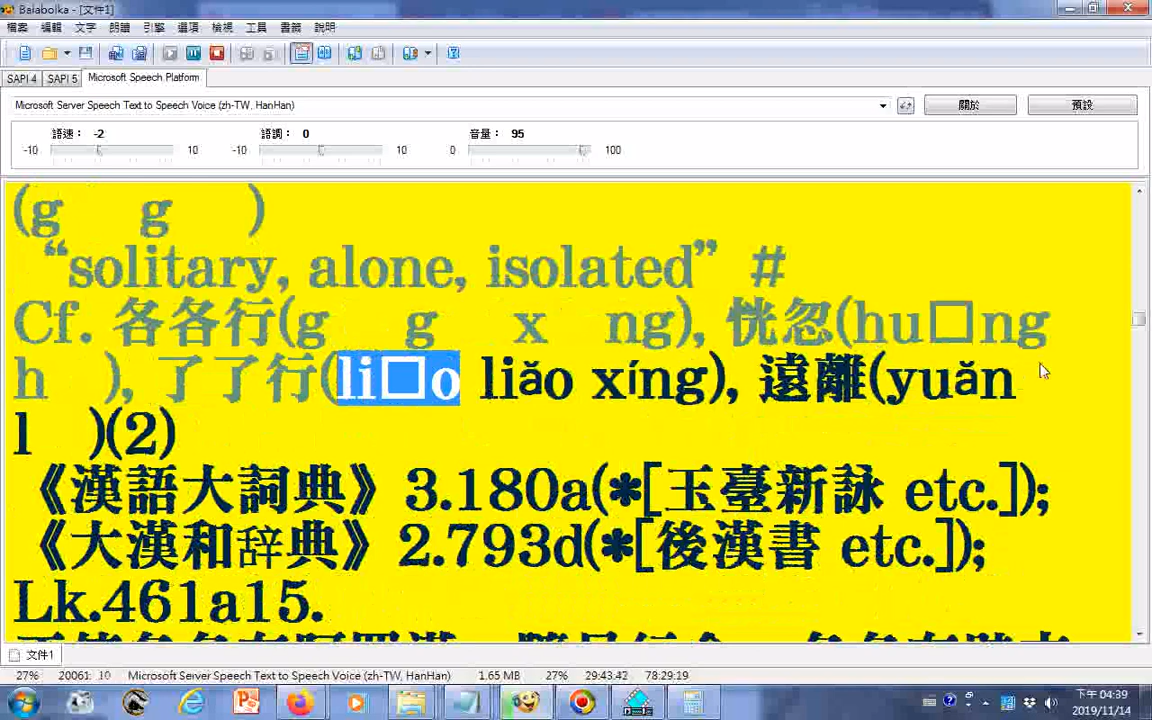 Balabolka - [文件1]
檔案 編輯 文字 朗讀 引擎 選項 檢視 工具 書籤 說明
SAPI 4 SAPI 5 Microsoft Speech Platform
Microsoft Server Speech Text to Speech Voice (zh-TW, HanHan) 關於 預設
語速： -2 語調： 0 音量： 95
-10 10 -10 10 0 100
(g g )
“solitary, alone, isolated” #
Cf. 各各行(g g x ng), 恍忽(hu□ng
h ), 了了行(li□o liǎo xíng), 遠離(yuǎn
l )(2)
《漢語大詞典》 3.180a(✽[玉臺新詠 etc.]);
《大漢和辞典》 2.793d(✽[後漢書 etc.]);
Lk.461a15.
文件1
27% 20061: 10 Microsoft Server Speech Text to Speech Voice (zh-TW, HanHan) 1.65 MB 27% 29:43.42 78:29:19
下午 04:39
2019/11/14